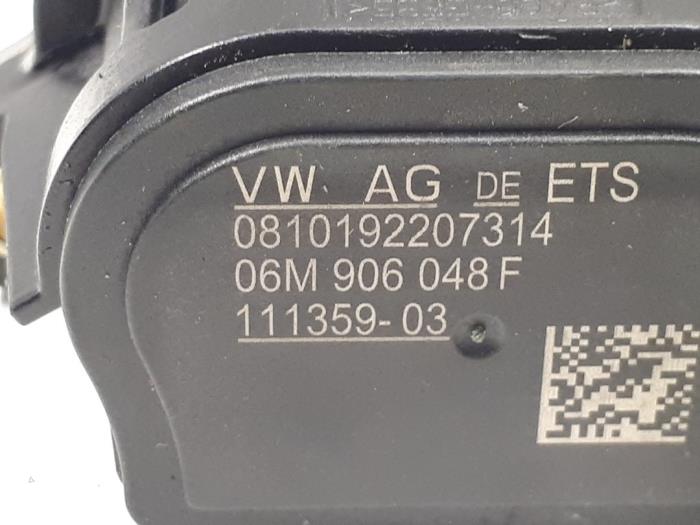 VW AG DE ETS
0810192207314
06M 906 048 F
111359-03